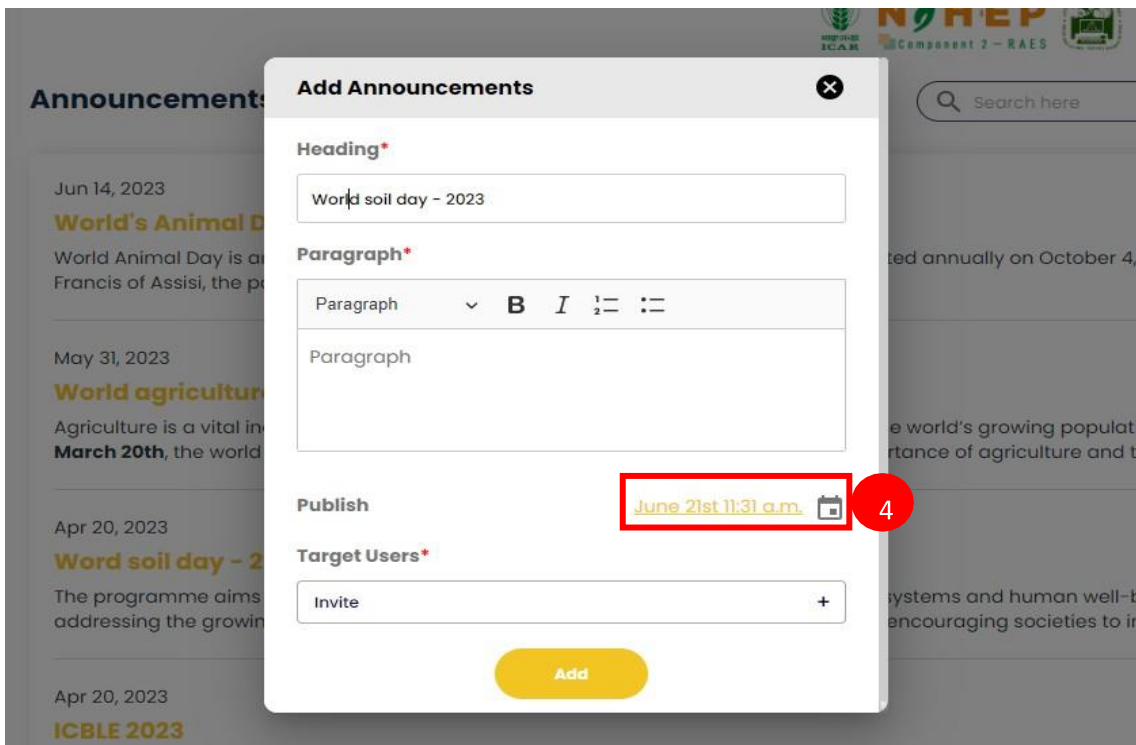 ICAR
NAHEP
Component 2 – RAES
Announcements
Search here
Add Announcements
Heading*
World soil day - 2023
Paragraph*
Paragraph B I
Paragraph
Publish June 21st 11:31 a.m. 4
Target Users*
Invite +
Add
Jun 14, 2023
World's Animal D
World Animal Day is a ted annually on October 4,
Francis of Assisi, the p
May 31, 2023
World agricultur
Agriculture is a vital in e world's growing populat
March 20th, the world rtance of agriculture and t
Apr 20, 2023
Word soil day - 2
The programme aims ystems and human well-b
addressing the growin encouraging societies to i
Apr 20, 2023
ICBLE 2023